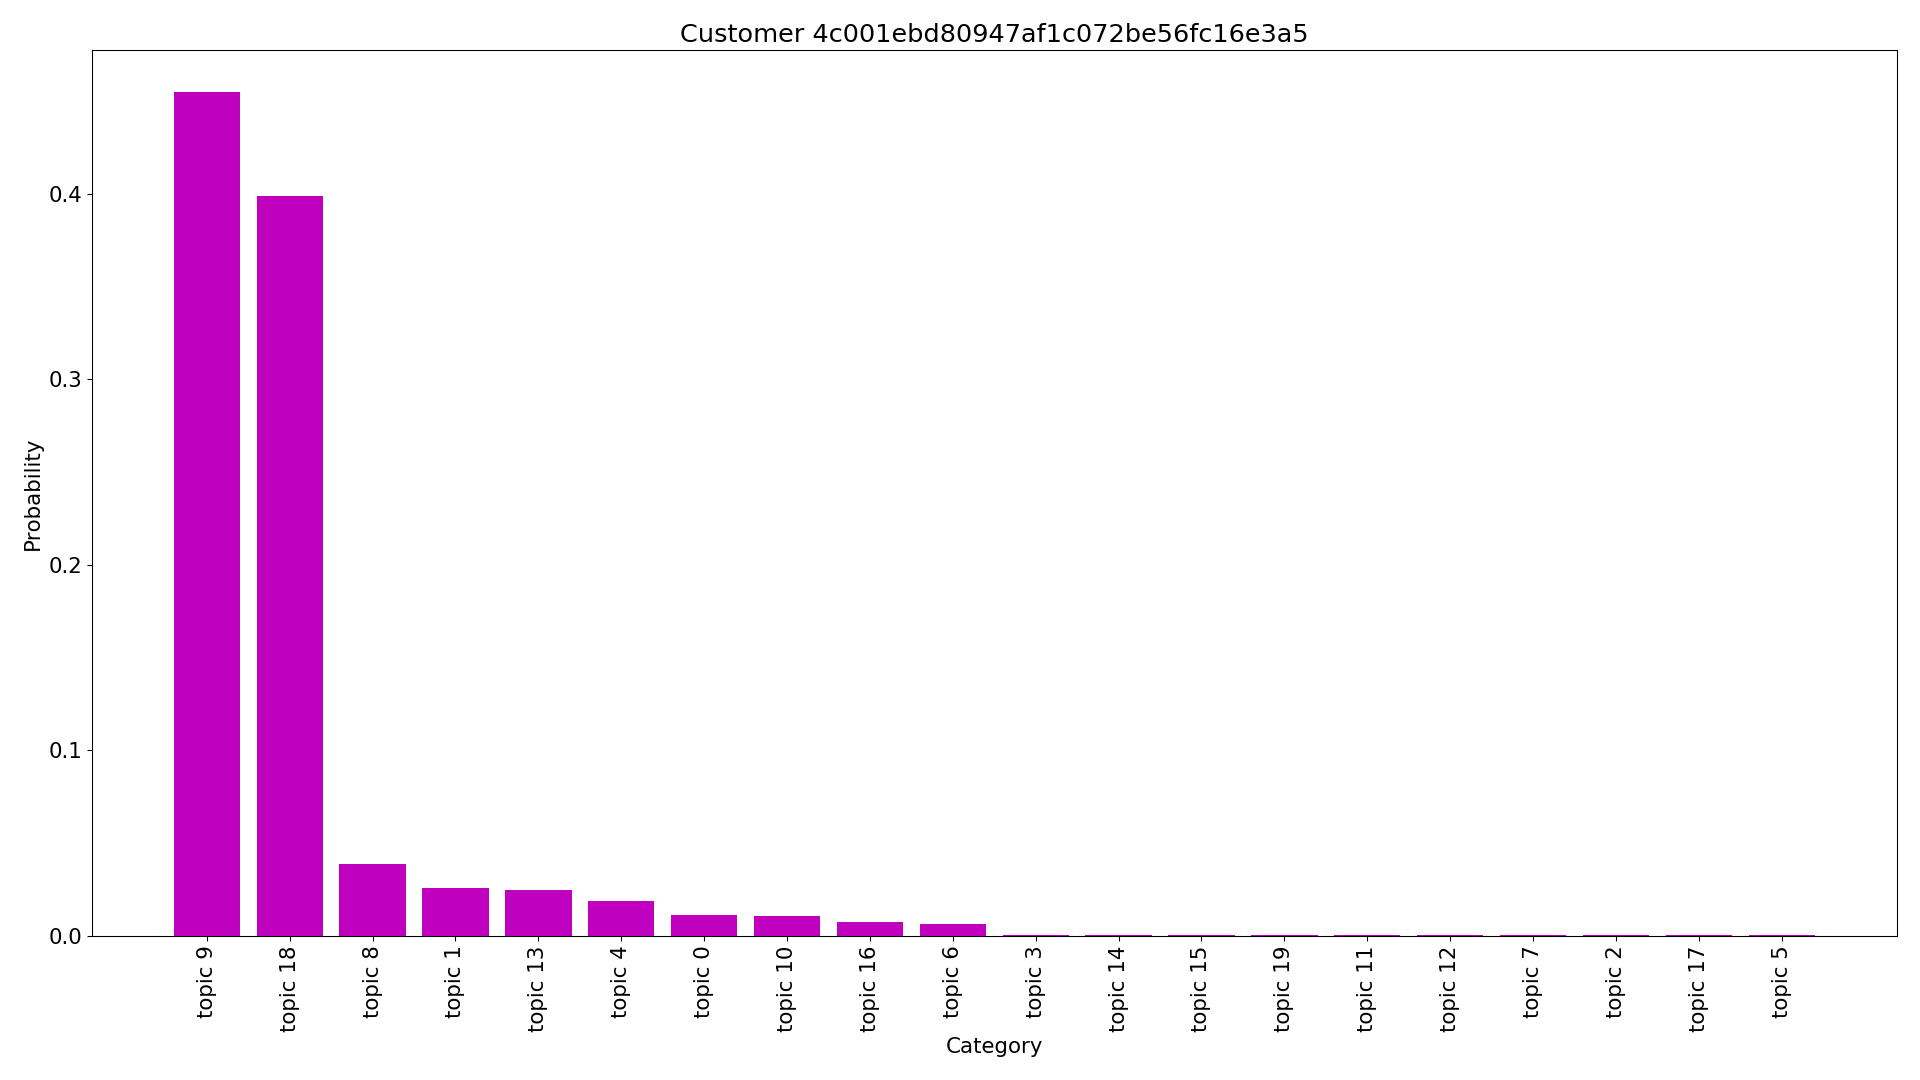 Customer 4c001ebd80947af1c072be56fc16e3a5
Probability
0.4
0.3
0.2
0.1
0.0
topic 9
topic 18
topic 8
topic 1
topic 13
topic 4
topic 0
topic 10
topic 16
topic 6
topic 3
topic 14
topic 15
topic 19
topic 11
topic 12
topic 7
topic 2
topic 17
topic 5
Category